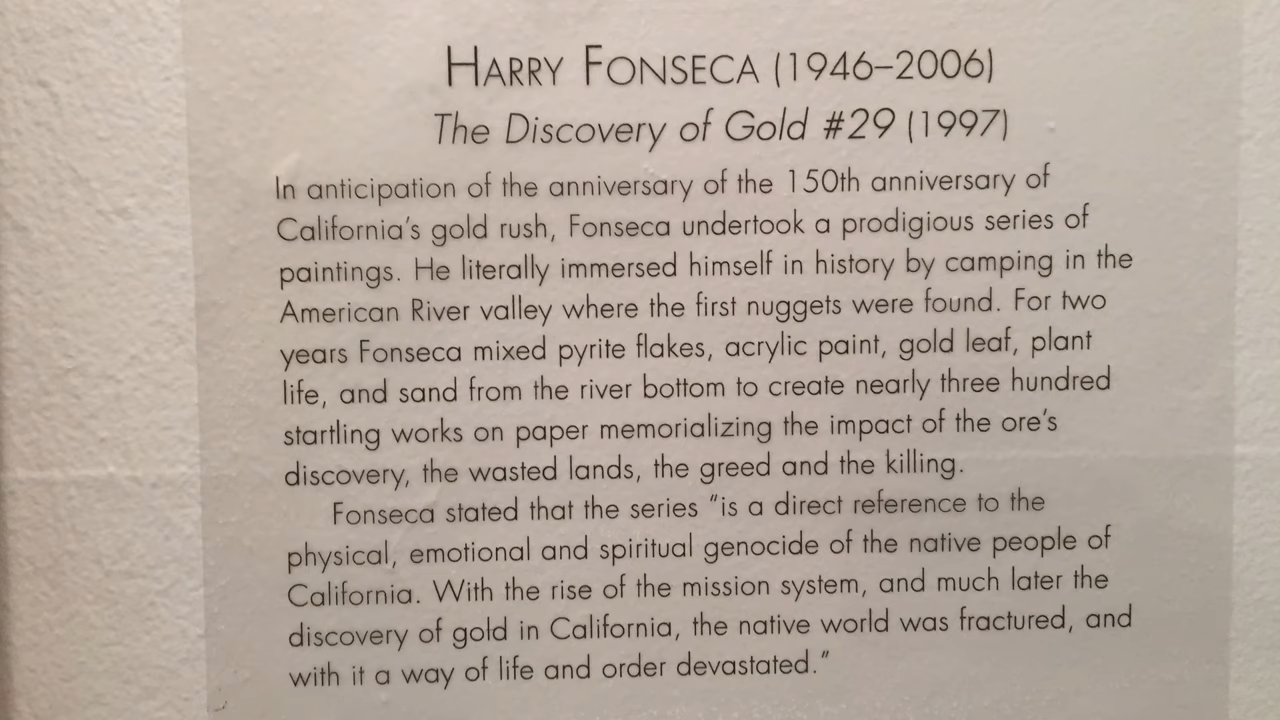 HARRY FONSECA (1946–2006)
The Discovery of Gold #29 (1997)
In anticipation of the anniversary of the 150th anniversary of
California's gold rush, Fonseca undertook a prodigious series of
paintings. He literally immersed himself in history by camping in the
American River valley where the first nuggets were found. For two
years Fonseca mixed pyrite flakes, acrylic paint, gold leaf, plant
life, and sand from the river bottom to create nearly three hundred
startling works on paper memorializing the impact of the ore's
discovery, the wasted lands, the greed and the killing.
Fonseca stated that the series "is a direct reference to the
physical, emotional and spiritual genocide of the native people of
California. With the rise of the mission system, and much later the
discovery of gold in California, the native world was fractured, and
with it a way of life and order devastated."